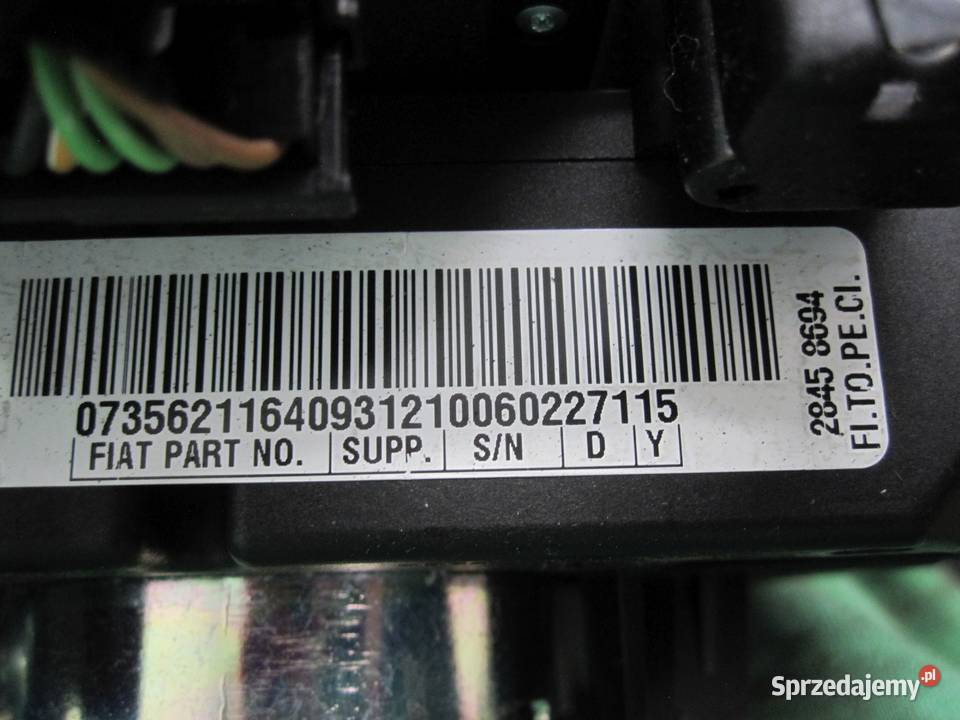 07356211640931210060227115
FIAT PART NO. SUPP. S/N D Y
2845 8694
FI.TO.PE.CI.
Sprzedajemy.pl